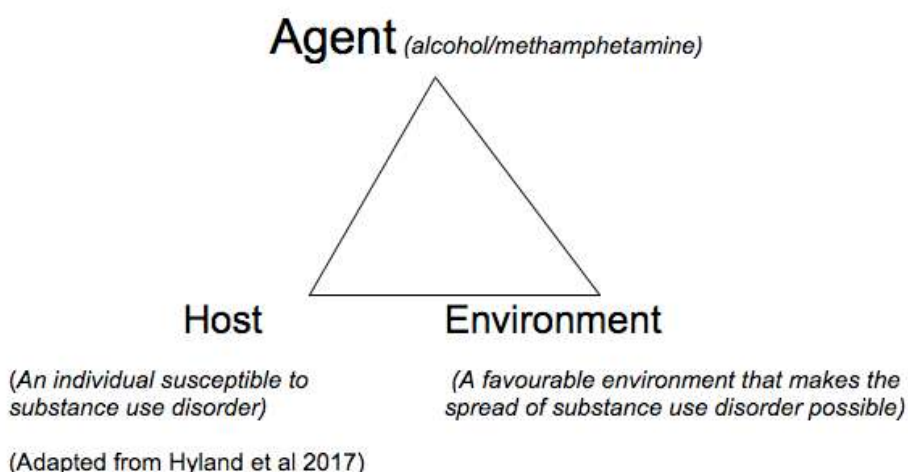 Agent (alcohol/methamphetamine)
Host
Environment
(An individual susceptible to
substance use disorder)
(A favourable environment that makes the
spread of substance use disorder possible)
(Adapted from Hyland et al 2017)